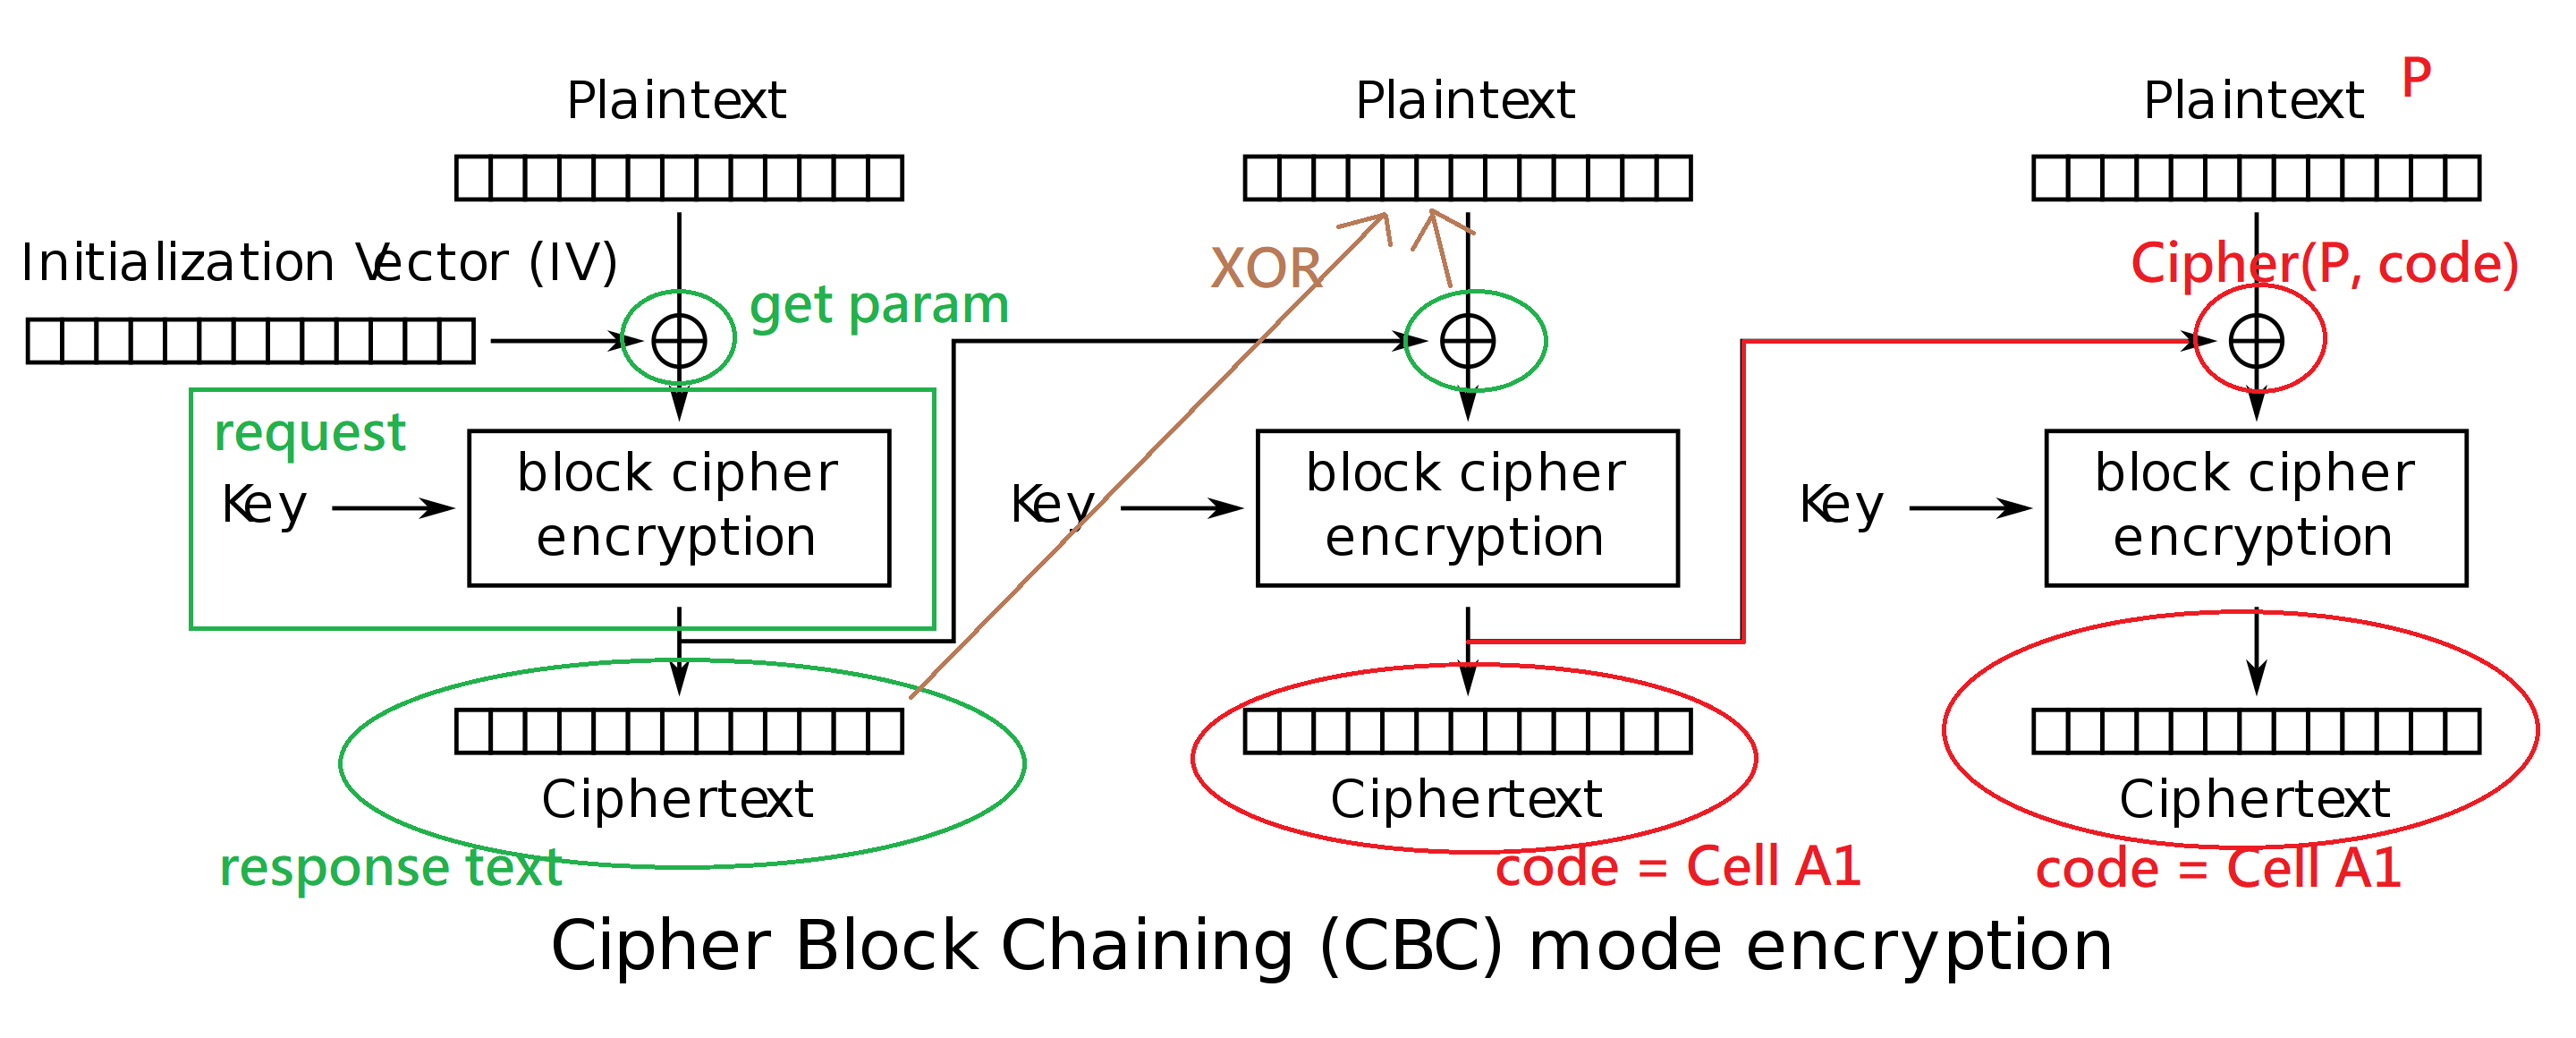 Plaintext
Plaintext
Plaintext P
Initialization Vector (IV)
get param
XOR
Cipher(P, code)
request
Key
block cipher
encryption
Key
block cipher
encryption
Key
block cipher
encryption
Ciphertext
Ciphertext
Ciphertext
response text
code = Cell A1
code = Cell A1
Cipher Block Chaining (CBC) mode encryption